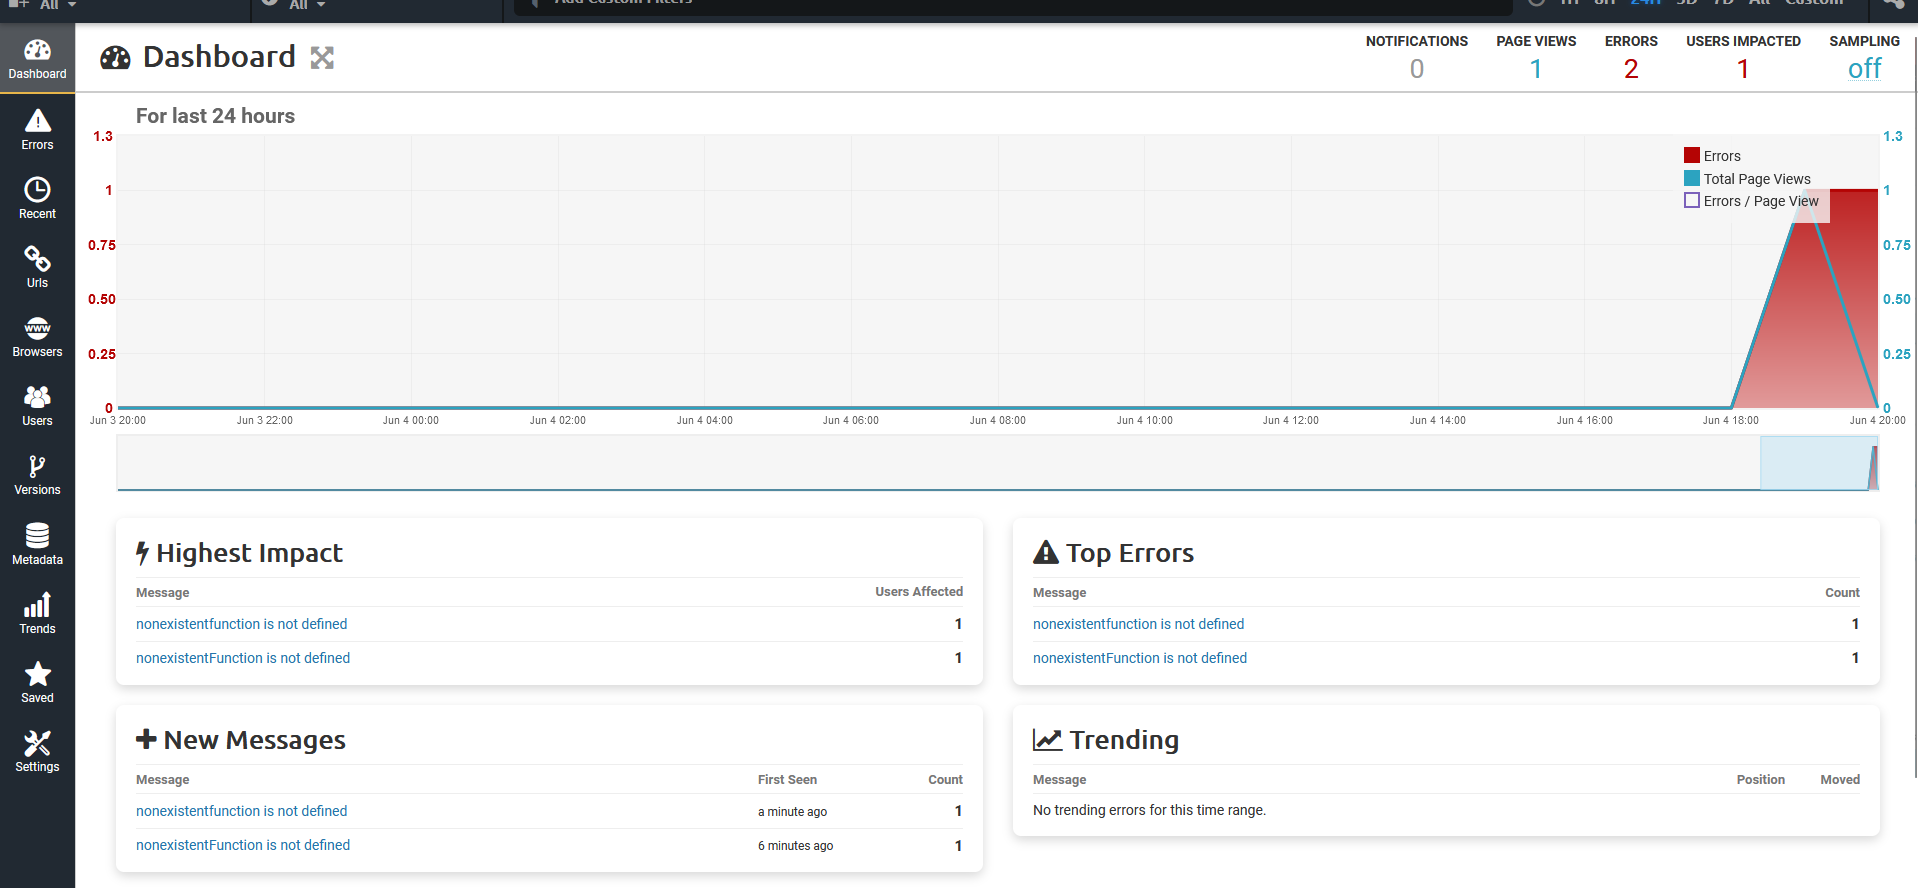 All
All
Add Custom Filters
1H 8H 24H 3D 7D All Custom
Dashboard
Errors
Recent
Urls
www
Browsers
Users
Versions
Metadata
Trends
Saved
Settings
Dashboard
NOTIFICATIONS PAGE VIEWS ERRORS USERS IMPACTED SAMPLING
0 1 2 1 off
For last 24 hours
1.3
1
0.75
0.50
0.25
0
Errors
Total Page Views
Errors / Page View
1.3
1
0.75
0.50
0.25
0
Jun 3 20:00 Jun 3 22:00 Jun 4 00:00 Jun 4 02:00 Jun 4 04:00 Jun 4 06:00 Jun 4 08:00 Jun 4 10:00 Jun 4 12:00 Jun 4 14:00 Jun 4 16:00 Jun 4 18:00 Jun 4 20:00
Highest Impact
Message Users Affected
nonexistentfunction is not defined 1
nonexistentFunction is not defined 1
Top Errors
Message Count
nonexistentfunction is not defined 1
nonexistentFunction is not defined 1
New Messages
Message First Seen Count
nonexistentfunction is not defined a minute ago 1
nonexistentFunction is not defined 6 minutes ago 1
Trending
Message Position Moved
No trending errors for this time range.